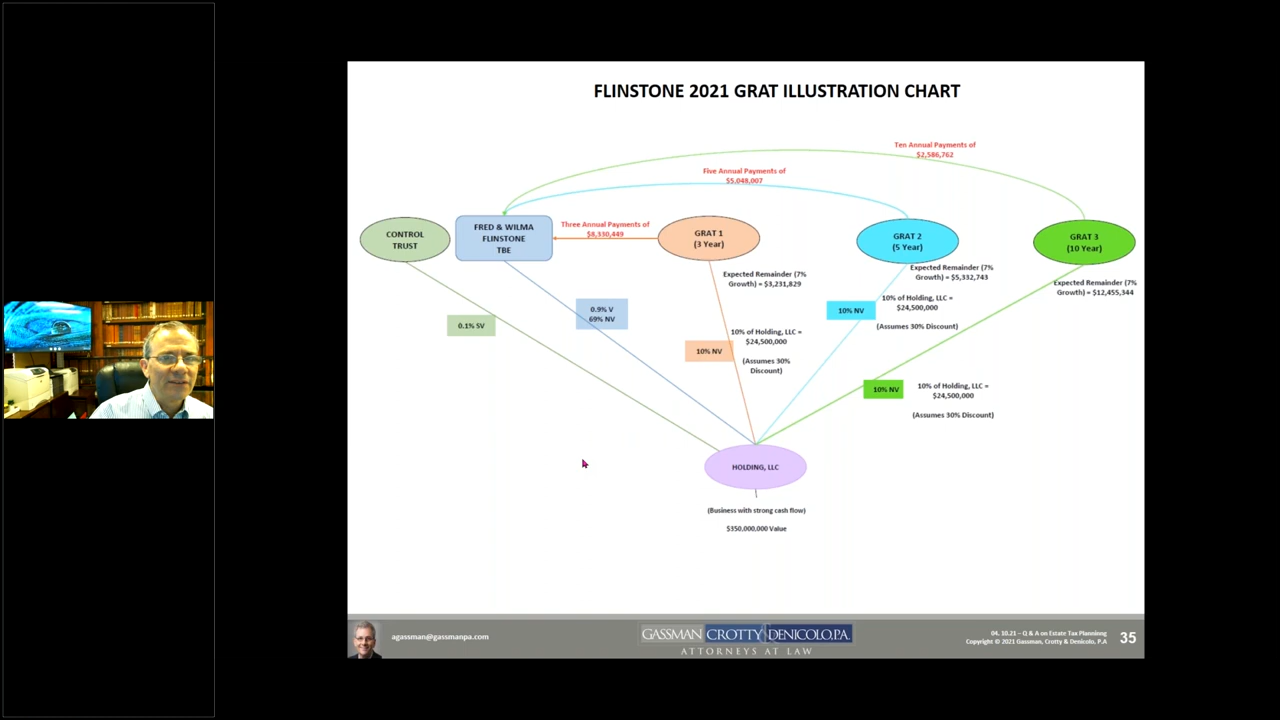 FLINSTONE 2021 GRAT ILLUSTRATION CHART
Ten Annual Payments of
$2,586,762
Five Annual Payments of
$5,048,007
Three Annual Payments of
$8,330,449
CONTROL
TRUST
FRED & WILMA
FLINSTONE
TBE
GRAT 1
(3 Year)
GRAT 2
(5 Year)
GRAT 3
(10 Year)
Expected Remainder (7%
Growth) = $3,231,829
Expected Remainder (7%
Growth) = $5,332,743
Expected Remainder (7%
Growth) = $12,455,344
0.1% SV
0.9% V
69% NV
10% NV
10% of Holding, LLC =
$24,500,000
(Assumes 30%
Discount)
10% NV
10% of Holding, LLC =
$24,500,000
(Assumes 30% Discount)
10% NV
10% of Holding, LLC =
$24,500,000
(Assumes 30% Discount)
HOLDING, LLC
(Business with strong cash flow)
$350,000,000 Value
agassman@gassmanpa.com
GASSMAN CROTTY DENICOLO, P.A.
ATTORNEYS AT LAW
04. 10.21 – Q & A on Estate Tax Planning
Copyright © 2021 Gassman, Crotty & Denicolo, P.A
35